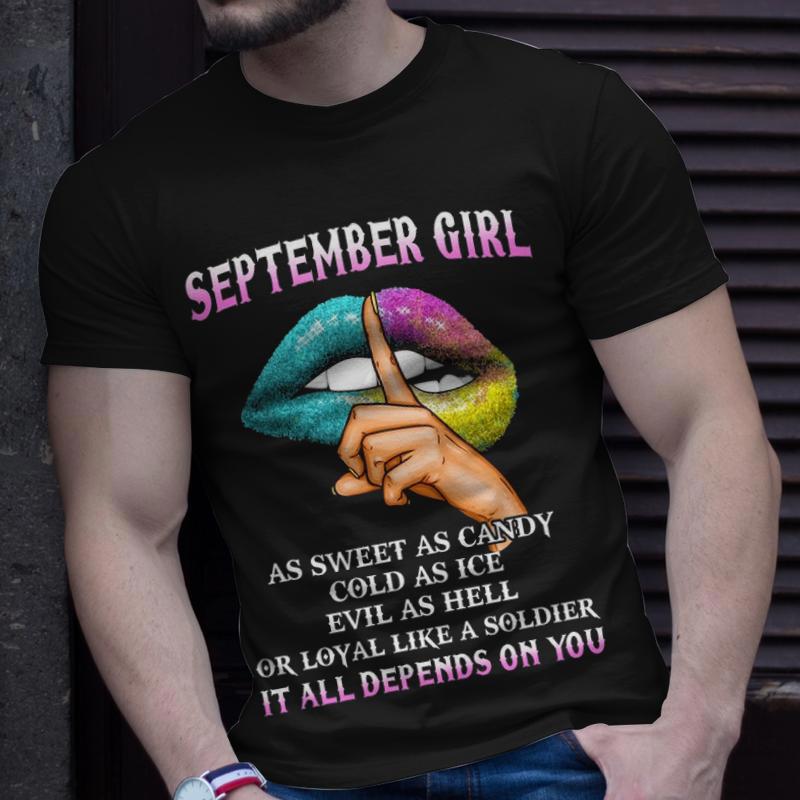 SEPTEMBER GIRL
AS SWEET AS CANDY
COLD AS ICE
EVIL AS HELL
OR LOYAL LIKE A SOLDIER
IT ALL DEPENDS ON YOU